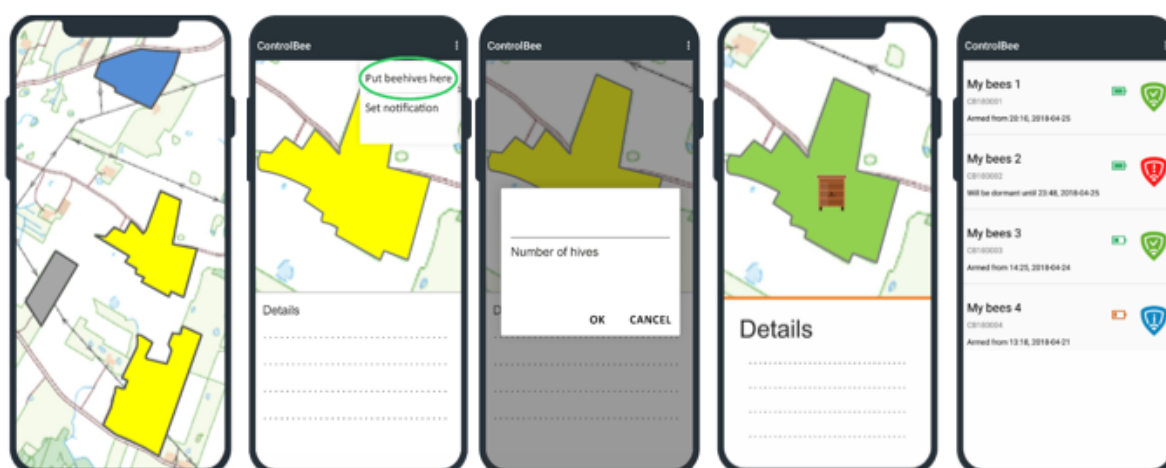 ControlBee
Put beehives here
Set notification
Details
ControlBee
Number of hives
OK CANCEL
D
Details
ControlBee
My bees 1
CB180001
Armed from 20:16, 2018-04-25
My bees 2
CB180002
Will be dormant until 23:48, 2018-04-25
My bees 3
CB180003
Armed from 14:25, 2018-04-24
My bees 4
CB180004
Armed from 13:18, 2018-04-21